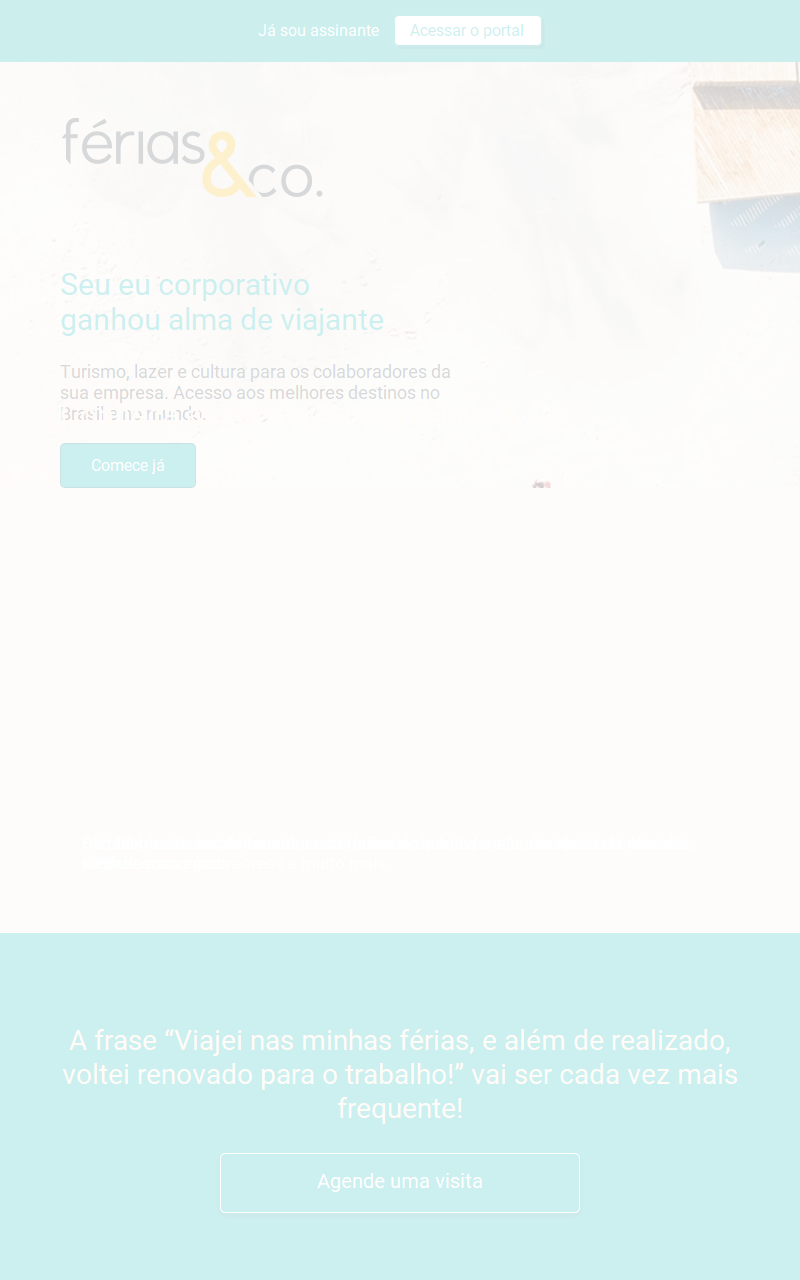 Já sou assinante
Acessar o portal
férias&co.
Seu eu corporativo
ganhou alma de viajante
Turismo, lazer e cultura para os colaboradores da
sua empresa. Acesso aos melhores destinos no
Brasil e no mundo.
Comece já
A frase “Viajei nas minhas férias, e além de realizado,
voltei renovado para o trabalho!” vai ser cada vez mais
frequente!
Agende uma visita